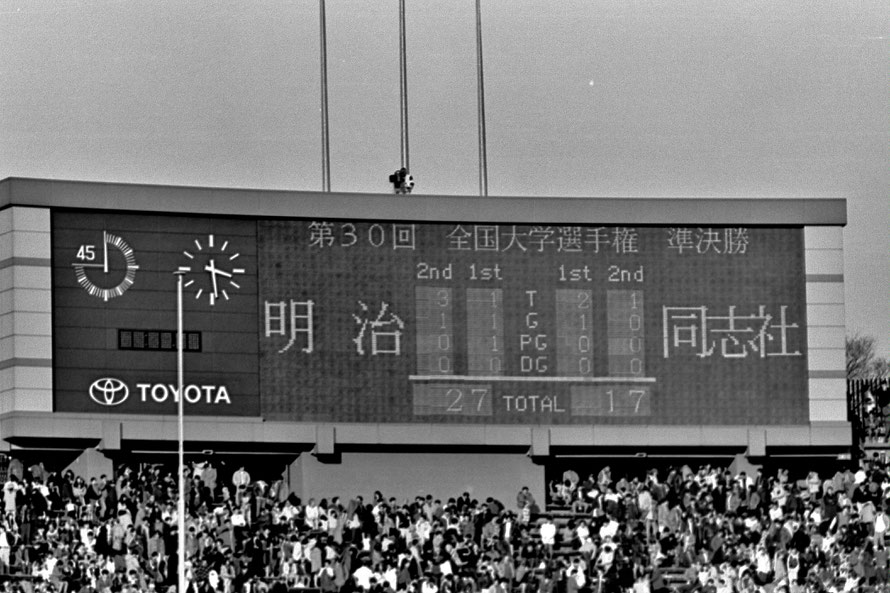 第30回 全国大学選手権 準決勝
45
2nd 1st 1st 2nd
明治 同志社
3 1 T 2 1
1 1 G 1 0
0 1 PG 0 0
0 0 DG 0 0
27 TOTAL 17
TOYOTA